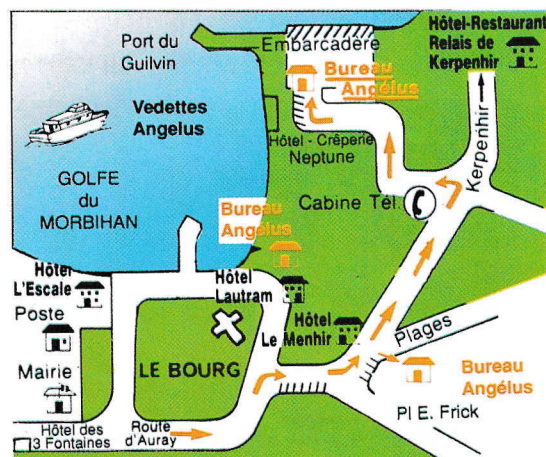 Port du
Guilvin
Embarcadère
Hôtel-Restaurant
Relais de
Kerpenhir
Bureau
Angélus
Vedettes
Angelus
Hôtel - Crêperie
Neptune
Kerpenhir
GOLFE
du
MORBIHAN
Cabine Tél.
Bureau
Angélus
Hôtel
L'Escale
Hôtel
Lautram
Poste
Hôtel
Le Menhir
Plages
Mairie
LE BOURG
Bureau
Angélus
Pl E. Frick
Hôtel des
3 Fontaines
Route
d'Auray